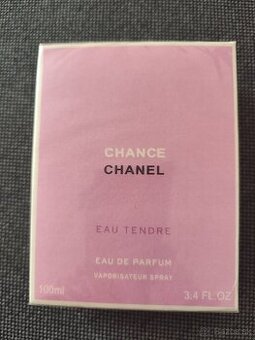 CHANCE
CHANEL
EAU TENDRE
EAU DE PARFUM
VAPORISATEUR SPRAY
100ml 3.4 FL OZ